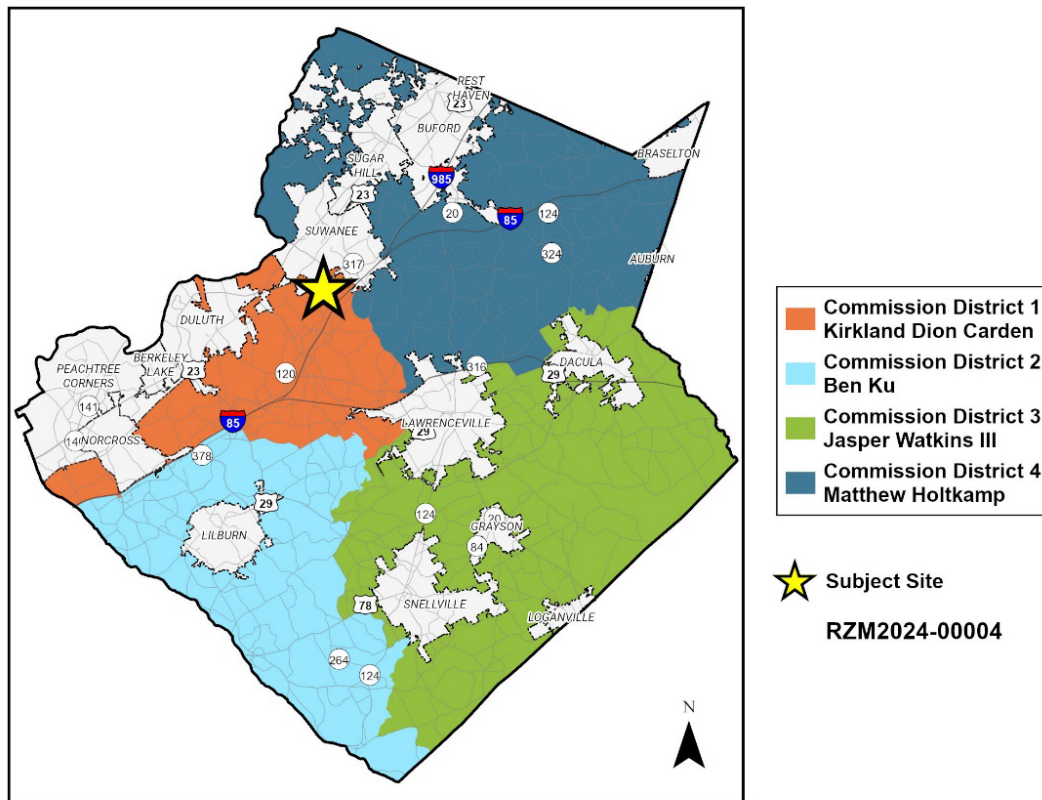 REST
HAVEN
23
BUFORD
BRASELTON
SUGAR
HILL
985
23
20
85
124
SUWANEE
324
317
AUBURN
DULUTH
BERKELEY
LAKE
23
PEACHTREE
CORNERS
120
316
DACULA
29
141
85
LAWRENCEVILLE
29
14
NORCROSS
378
29
124
20
GRAYSON
LILBURN
84
78
SNELLVILLE
LOGANVILLE
264
124
N
Commission District 1
Kirkland Dion Carden
Commission District 2
Ben Ku
Commission District 3
Jasper Watkins III
Commission District 4
Matthew Holtkamp
Subject Site
RZM2024-00004